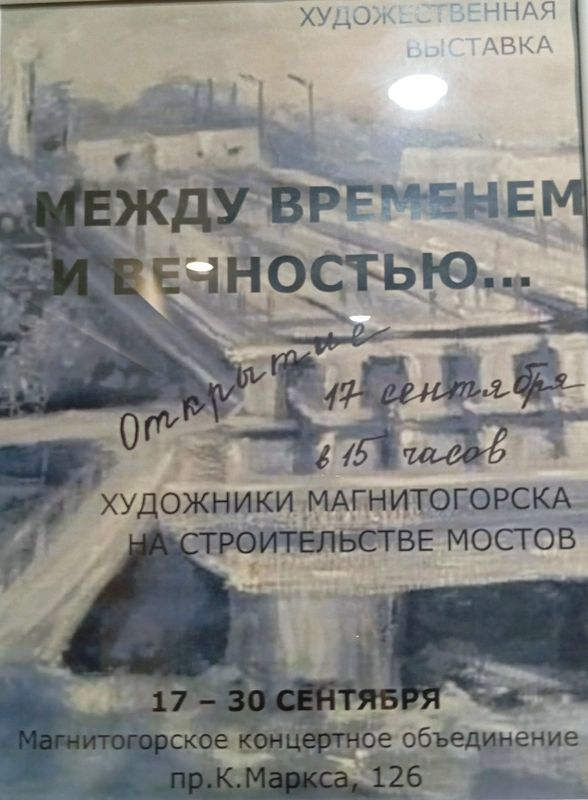 ХУДОЖЕСТВЕННАЯ
ВЫСТАВКА
МЕЖДУ ВРЕМЕНЕМ
И ВЕЧНОСТЬЮ...
Открытие
17 сентября
в 15 часов
ХУДОЖНИКИ МАГНИТОГОРСКА
НА СТРОИТЕЛЬСТВЕ МОСТОВ
17 – 30 СЕНТЯБРЯ
Магнитогорское концертное объединение
пр.К.Маркса, 126